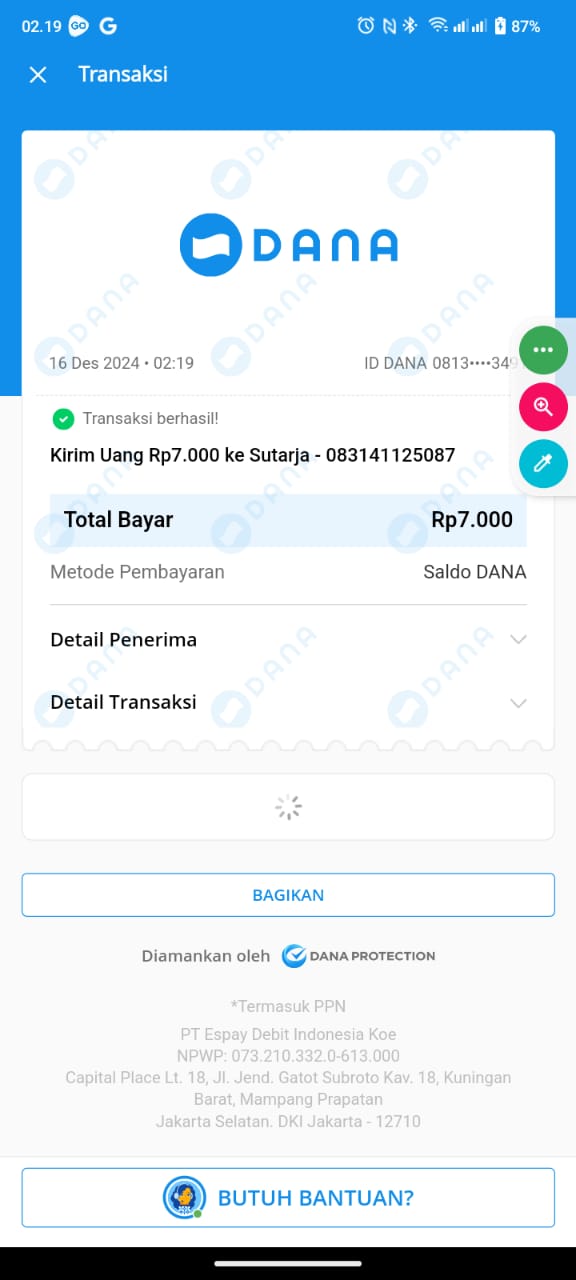 02.19 GO G 87%
Transaksi
DANA
16 Des 2024 • 02:19 ID DANA 0813••••349
Transaksi berhasil!
Kirim Uang Rp7.000 ke Sutarja - 083141125087
Total Bayar Rp7.000
Metode Pembayaran Saldo DANA
Detail Penerima
Detail Transaksi
BAGIKAN
Diamankan oleh DANA PROTECTION
*Termasuk PPN
PT Espay Debit Indonesia Koe
NPWP: 073.210.332.0-613.000
Capital Place Lt. 18, Jl. Jend. Gatot Subroto Kav. 18, Kuningan
Barat, Mampang Prapatan
Jakarta Selatan. DKI Jakarta - 12710
BUTUH BANTUAN?